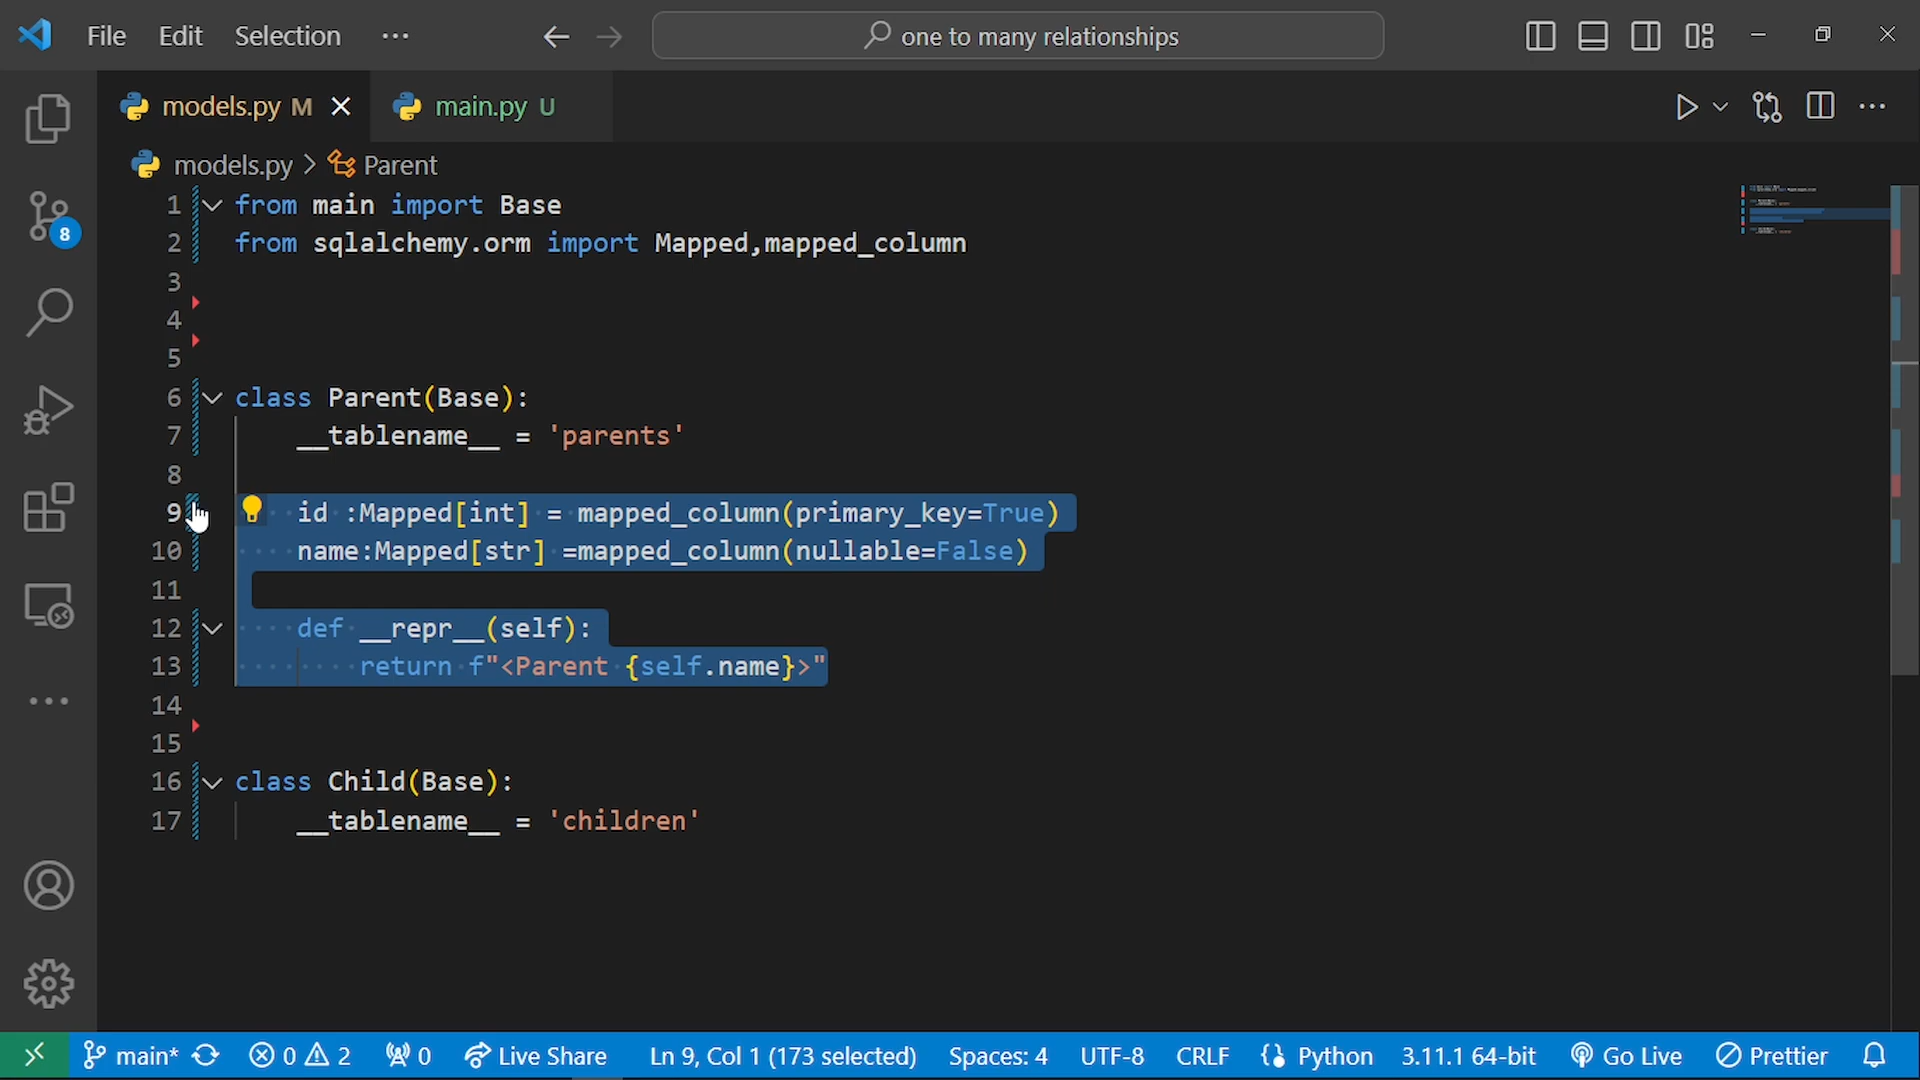 File Edit Selection ··· one to many relationships
models.py M main.py U
models.py > Parent
1 from main import Base
2 from sqlalchemy.orm import Mapped,mapped_column
3
4
5
6 class Parent(Base):
7 __tablename__ = 'parents'
8
9 id :Mapped[int] = mapped_column(primary_key=True)
10 name:Mapped[str] =mapped_column(nullable=False)
11
12 def __repr__(self):
13 return f"<Parent {self.name}>"
14
15
16 class Child(Base):
17 __tablename__ = 'children'
8
main* 0 2 0 Live Share Ln 9, Col 1 (173 selected) Spaces: 4 UTF-8 CRLF Python 3.11.1 64-bit Go Live Prettier